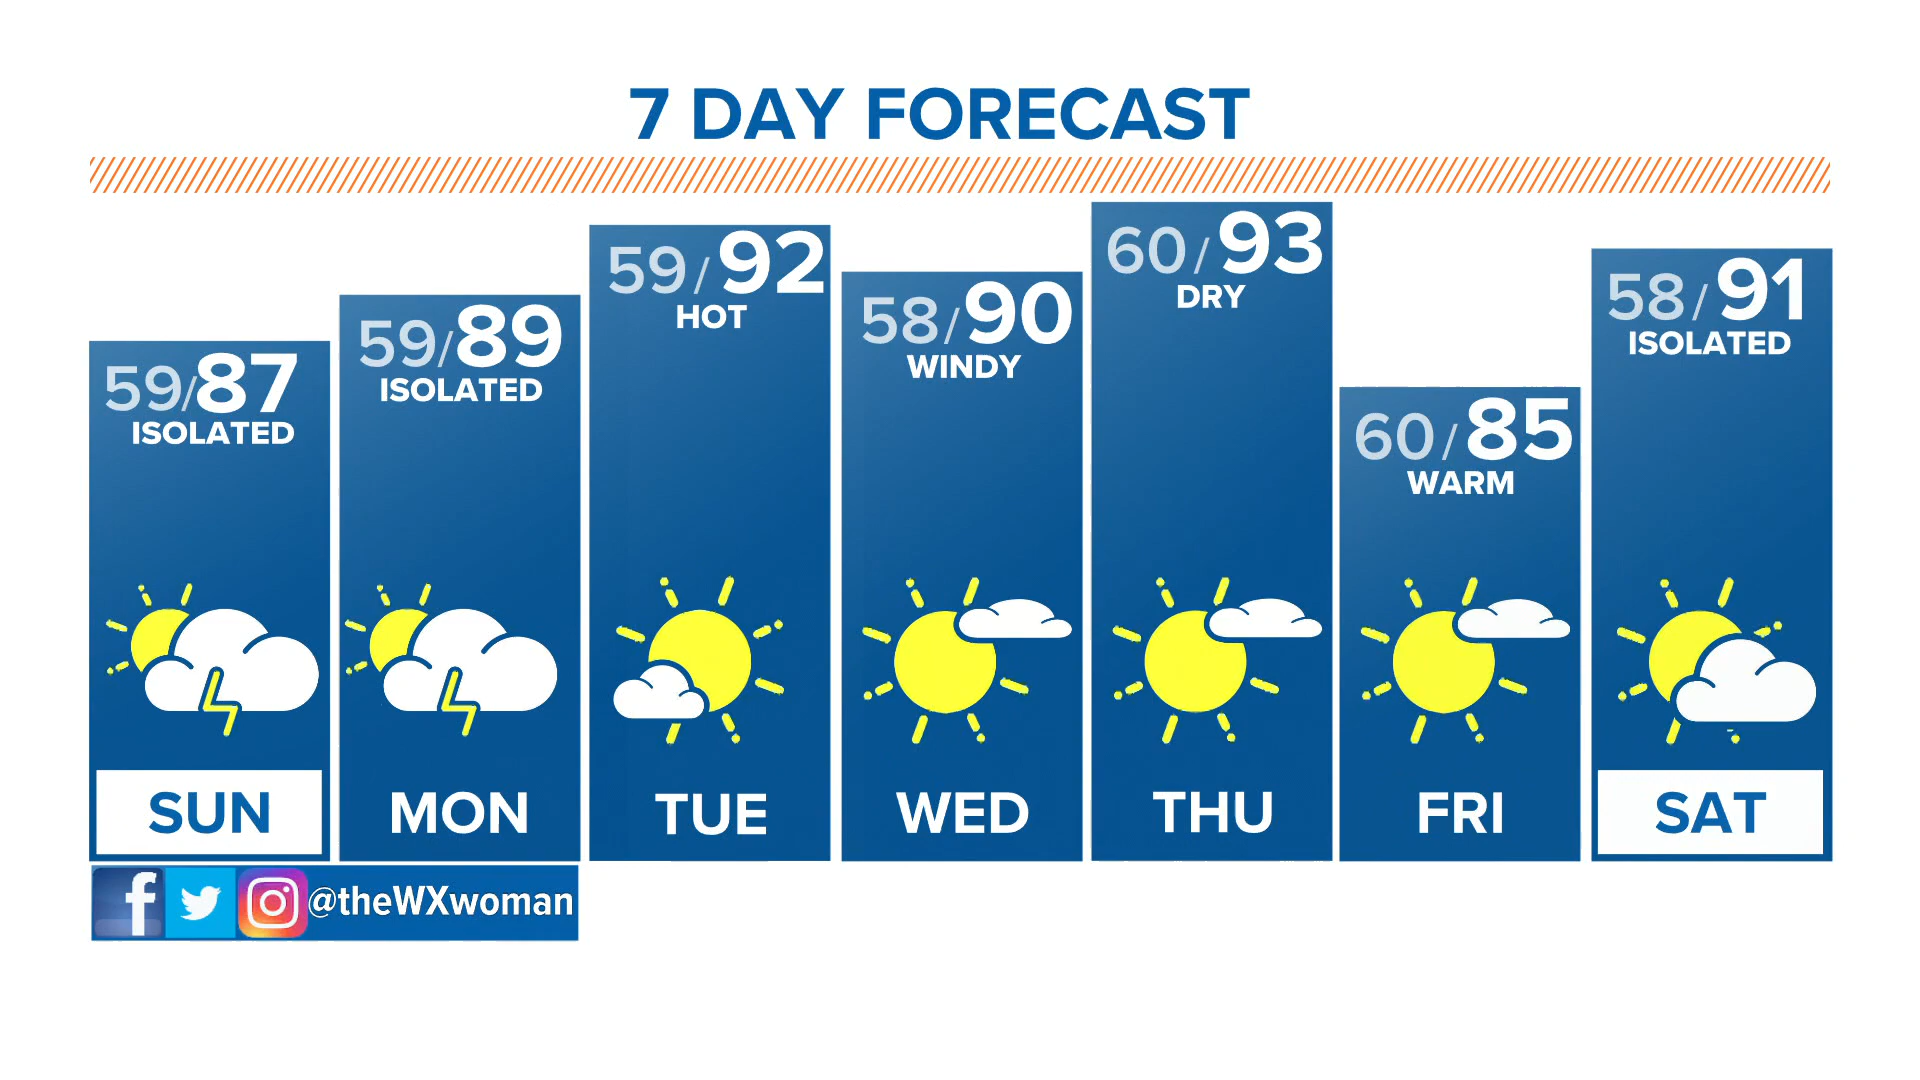 7 DAY FORECAST
59/87
ISOLATED
SUN
59/89
ISOLATED
MON
59/92
HOT
TUE
58/90
WINDY
WED
60/93
DRY
THU
60/85
WARM
FRI
58/91
ISOLATED
SAT
@theWXwoman